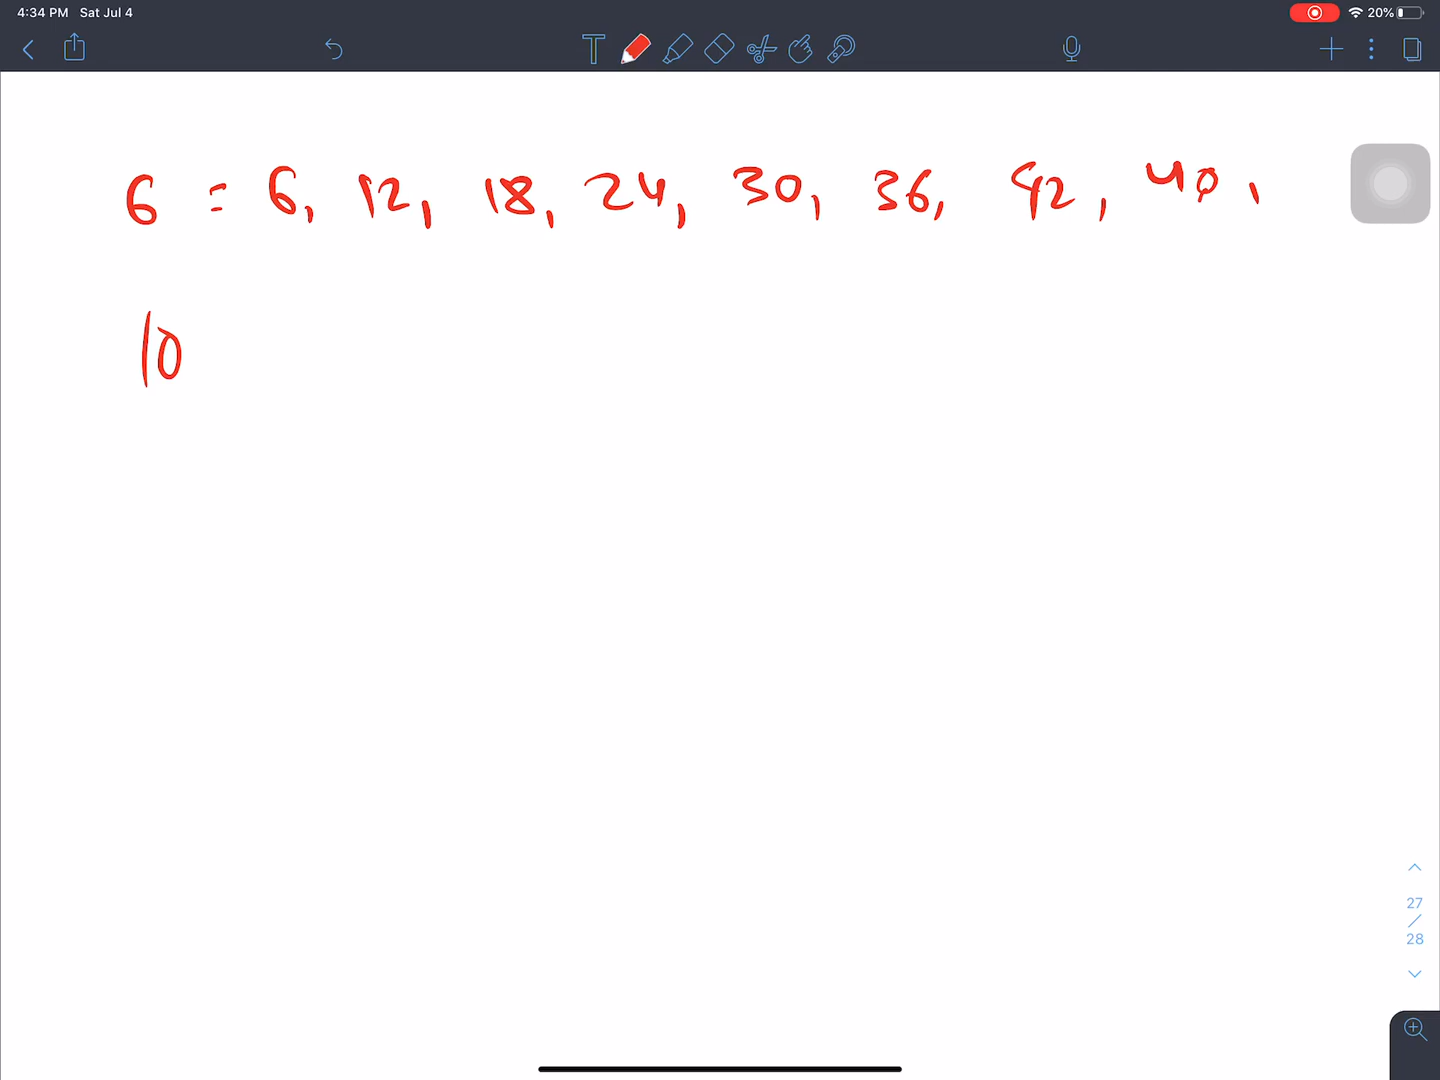 4:34 PM Sat Jul 4
20%
6 = 6, 12, 18, 24, 30, 36, 42, 40,
10
27
/
28